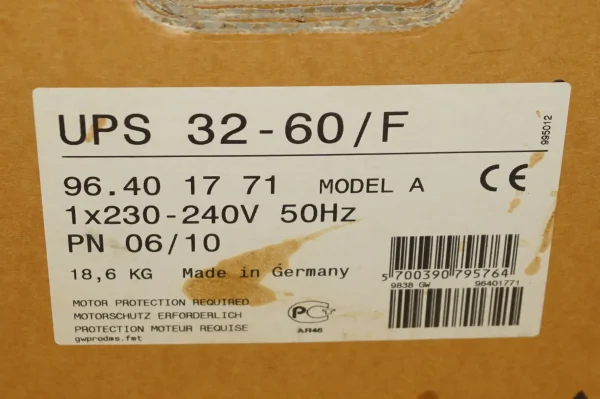 UPS 32-60/F
995012
96.40 17 71 MODEL A CE
1x230-240V 50Hz
PN 06/10
18,6 KG Made in Germany
5 700390 795764
9838 GW 96401771
MOTOR PROTECTION REQUIRED
MOTORSCHUTZ ERFORDERLICH
PROTECTION MOTEUR REQUISE
gwprodms.fmt
PG
АЯ46